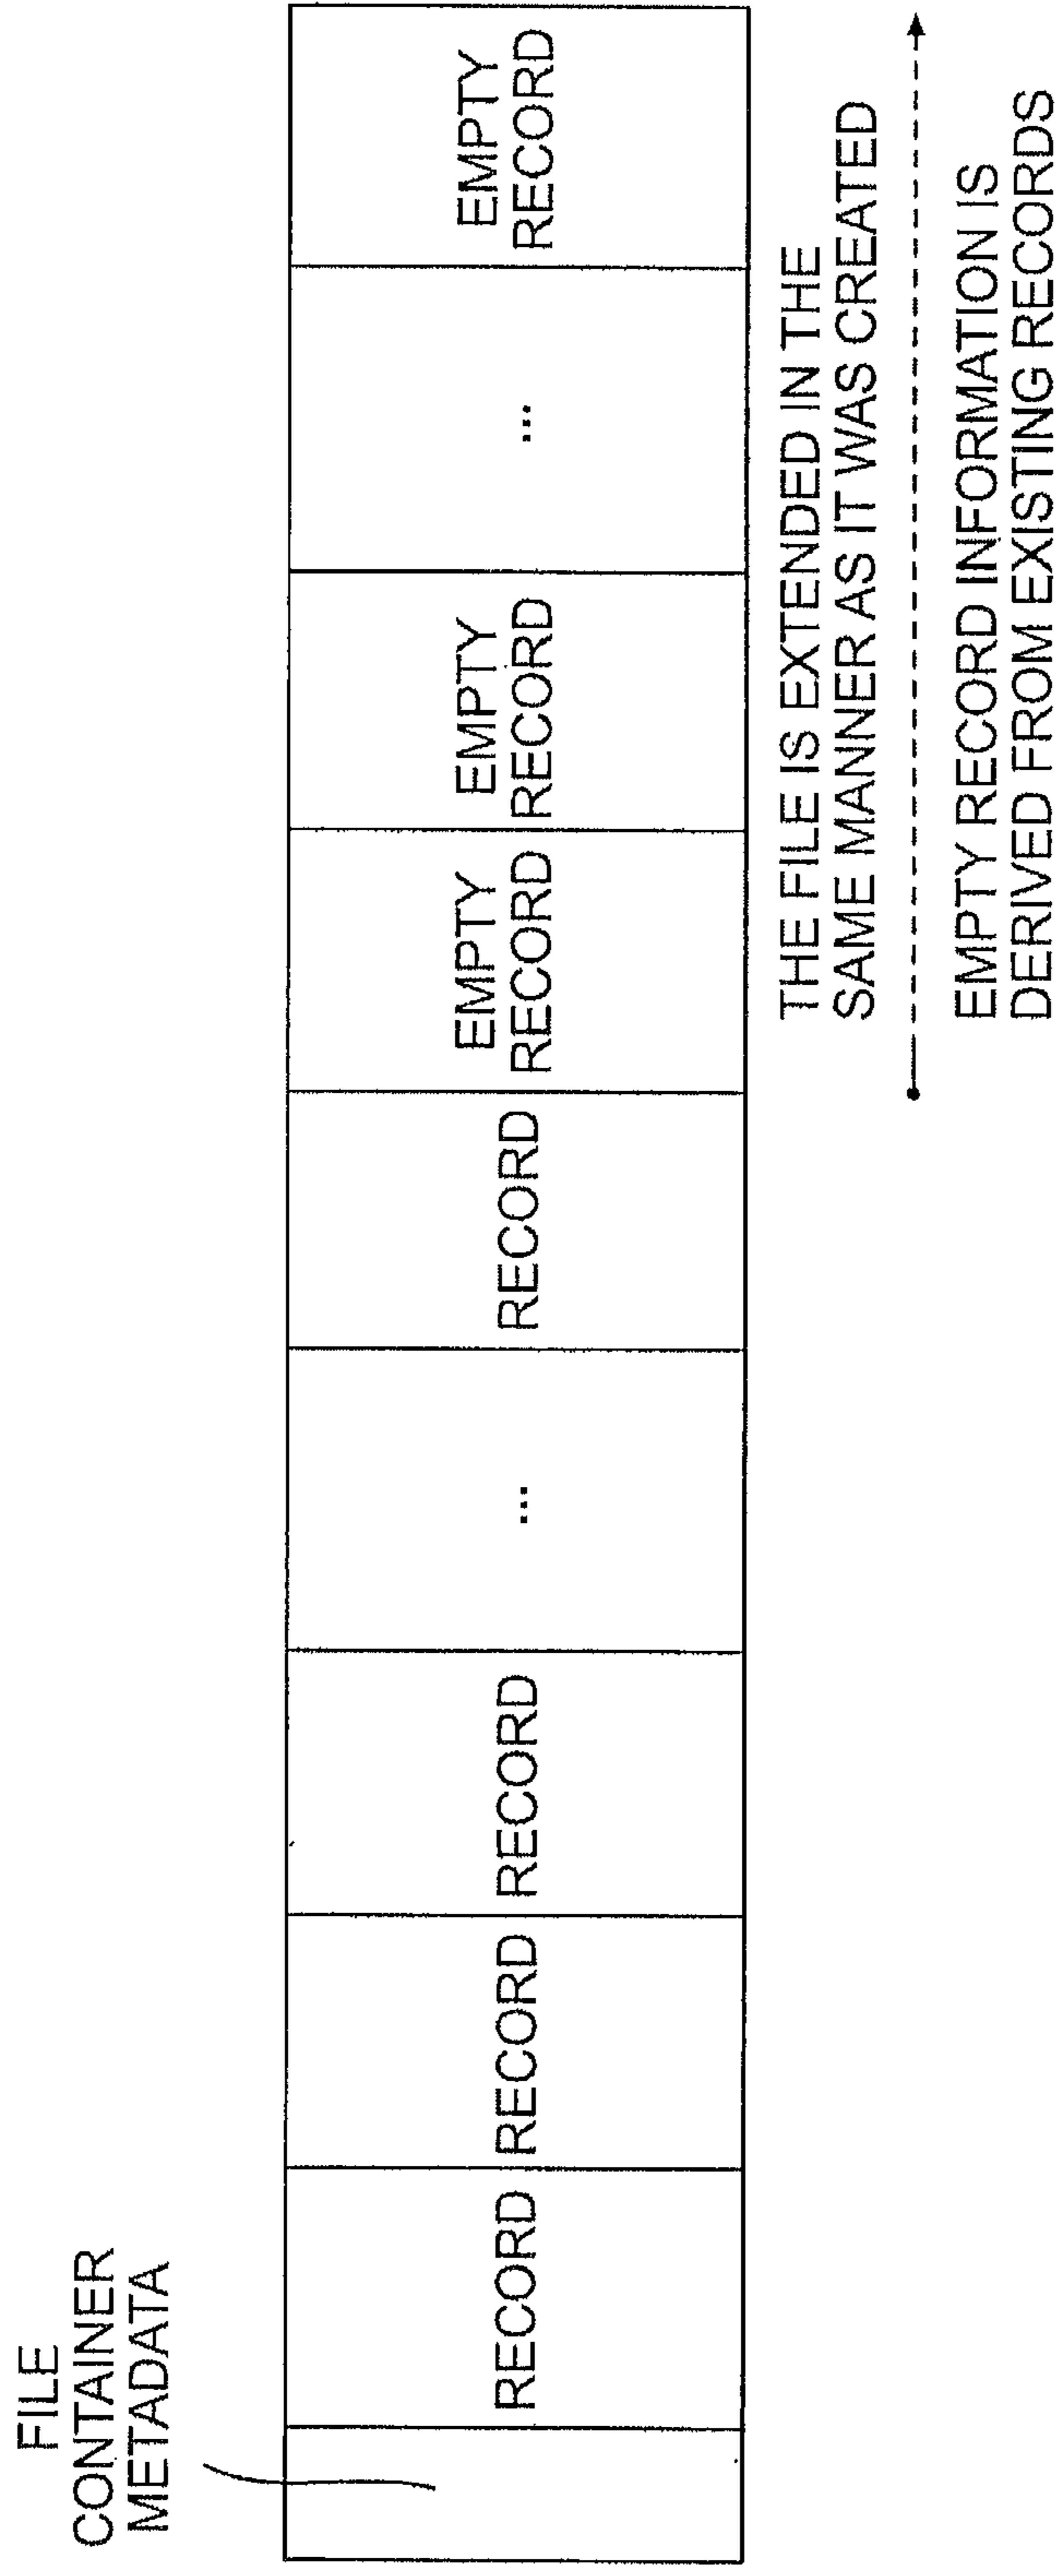 FILE
CONTAINER
METADATA
RECORD
RECORD
RECORD
...
RECORD
EMPTY
RECORD
EMPTY
RECORD
...
EMPTY
RECORD
THE FILE IS EXTENDED IN THE
SAME MANNER AS IT WAS CREATED
EMPTY RECORD INFORMATION IS
DERIVED FROM EXISTING RECORDS